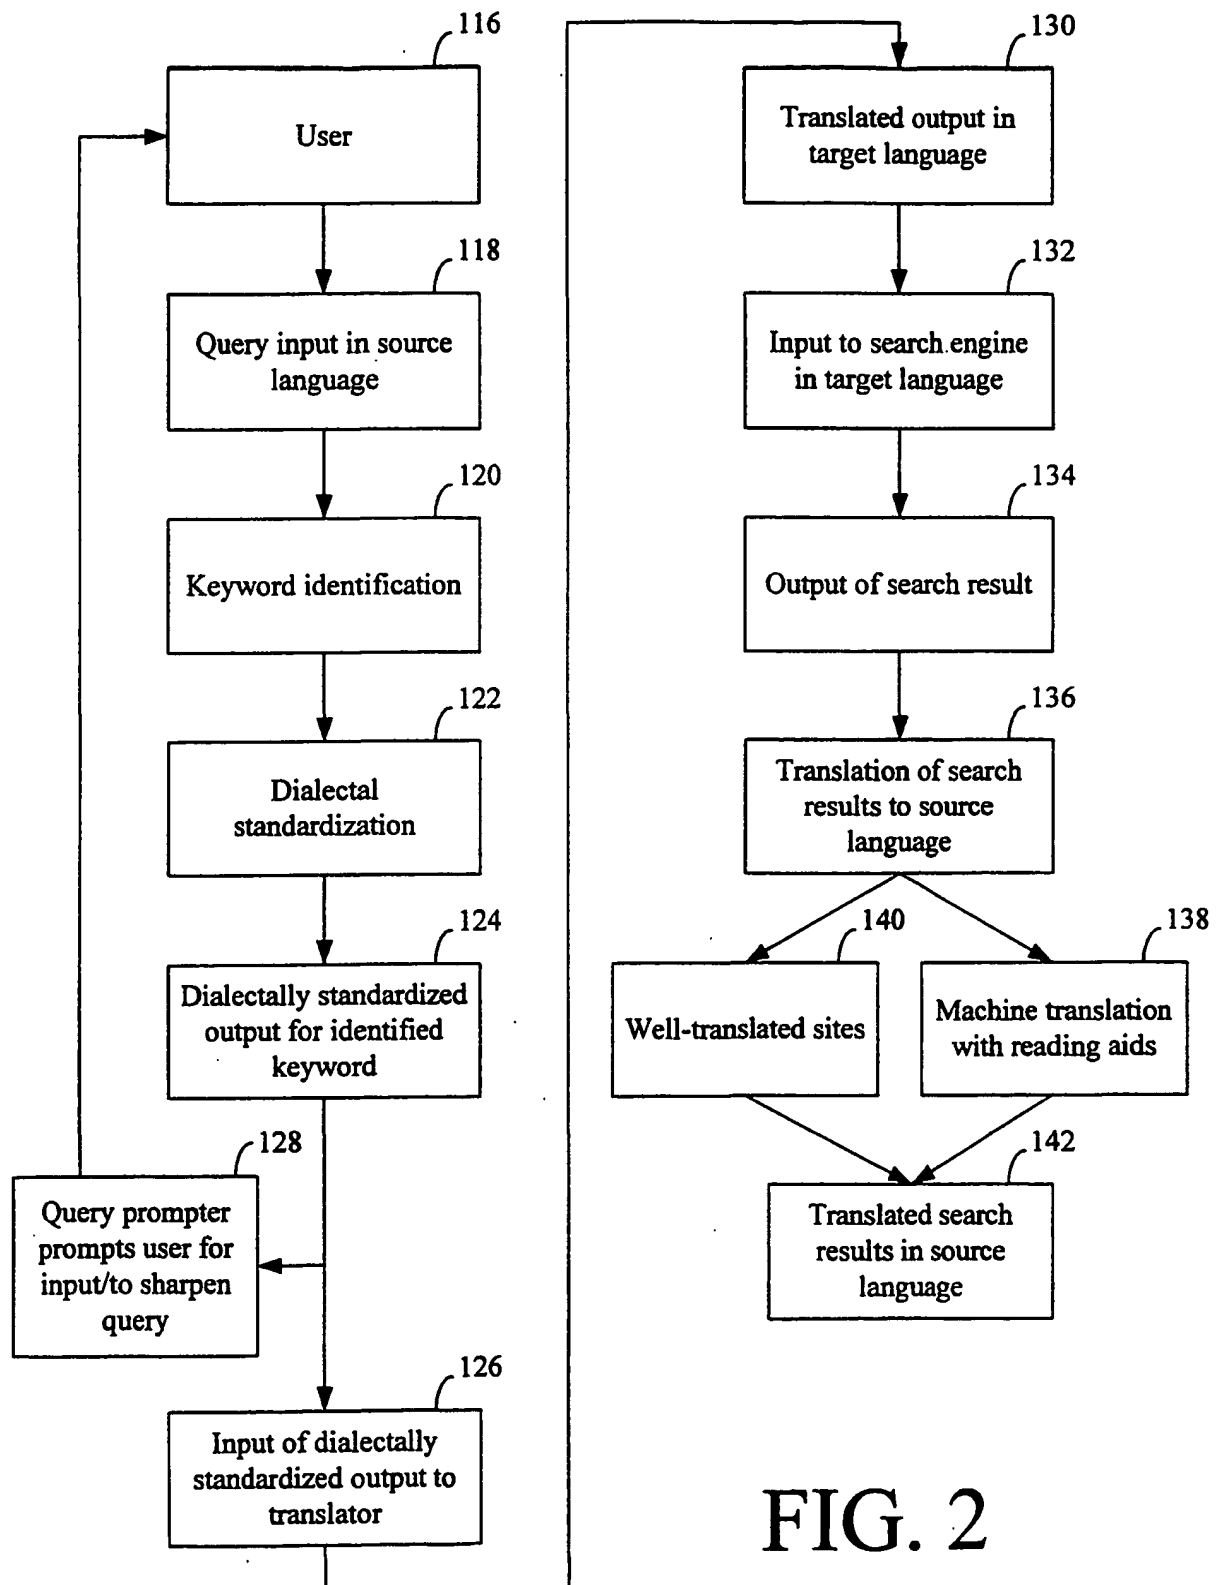 116
User
118
Query input in source
language
120
Keyword identification
122
Dialectal
standardization
124
Dialectally standardized
output for identified
keyword
128
Query prompter
prompts user for
input/to sharpen
query
126
Input of dialectally
standardized output to
translator
130
Translated output in
target language
132
Input to search engine
in target language
134
Output of search result
136
Translation of search
results to source
language
140
Well-translated sites
138
Machine translation
with reading aids
142
Translated search
results in source
language
FIG. 2